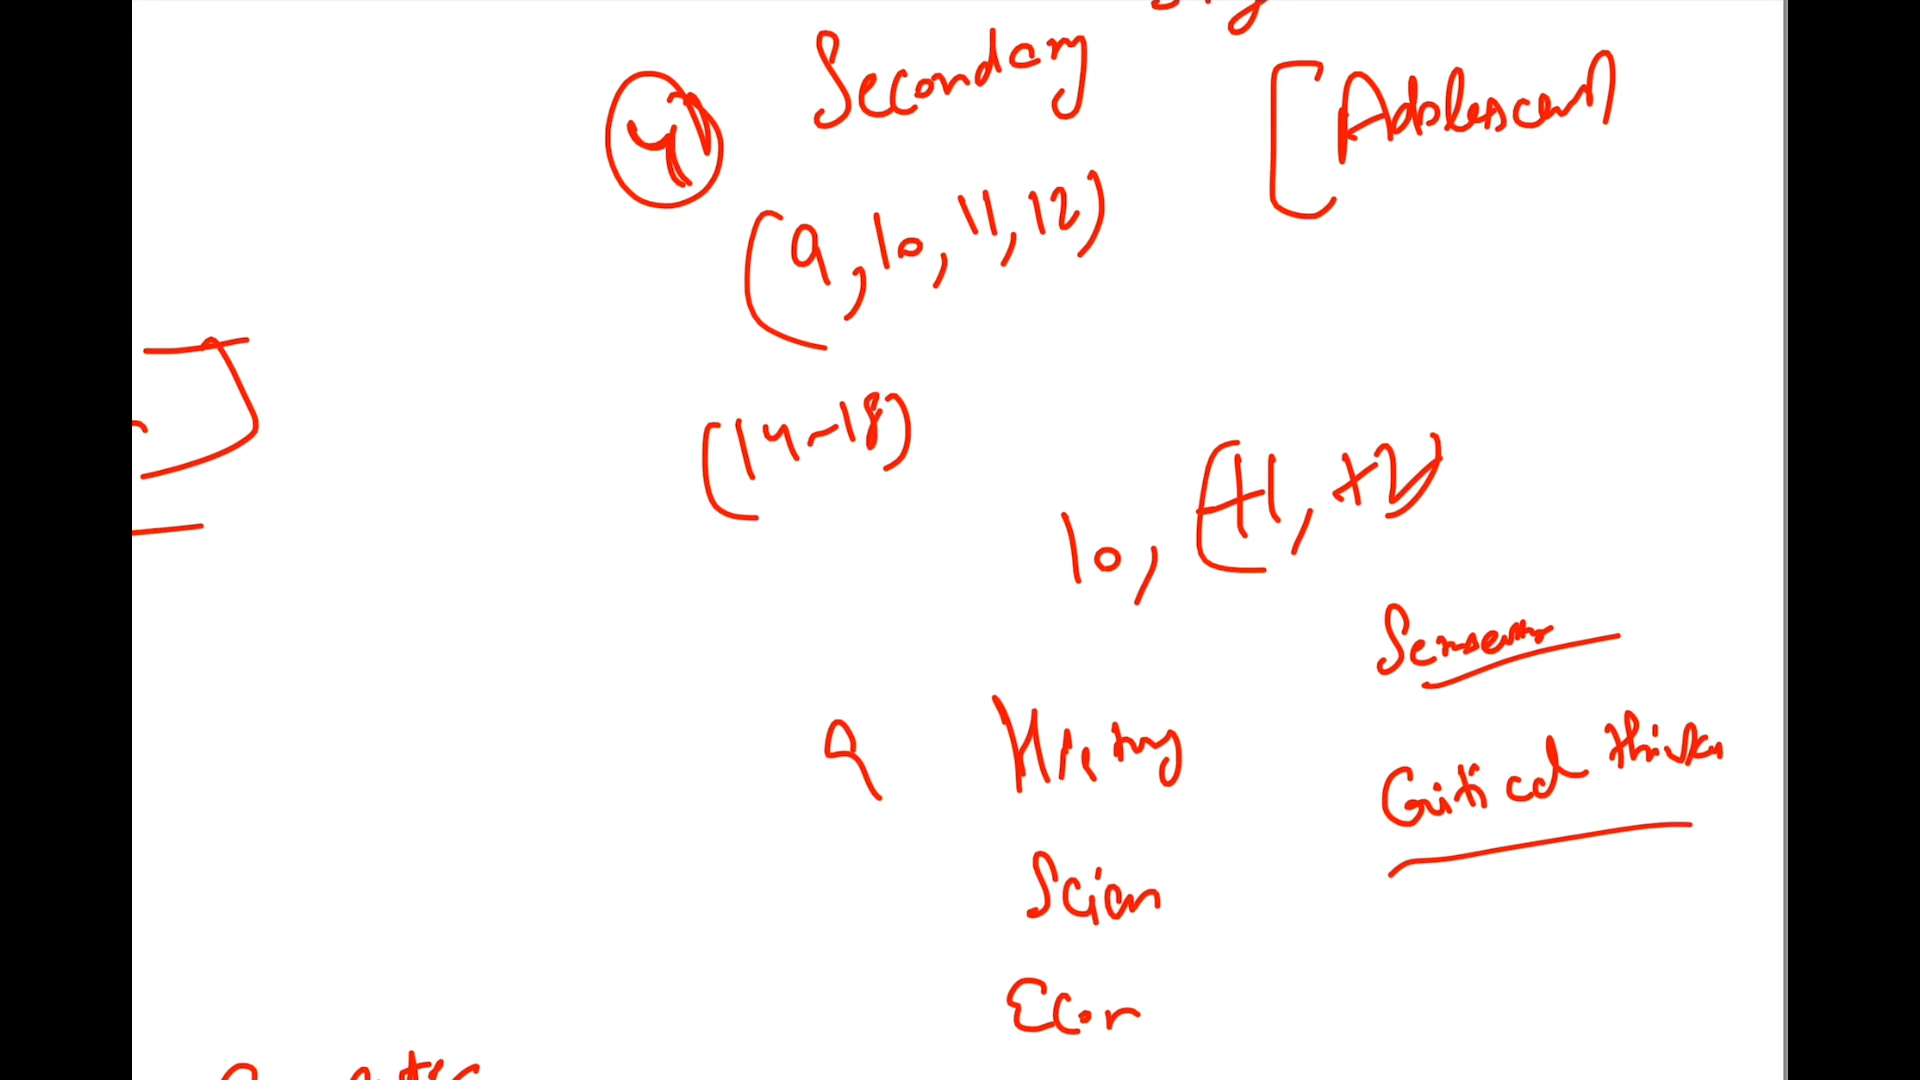 4
Secondary
[Adolescent
(9, 10, 11, 12)
(14-18)
10, (+1, +2)
Semester
9 History
Critical thinking
Scien
Econ